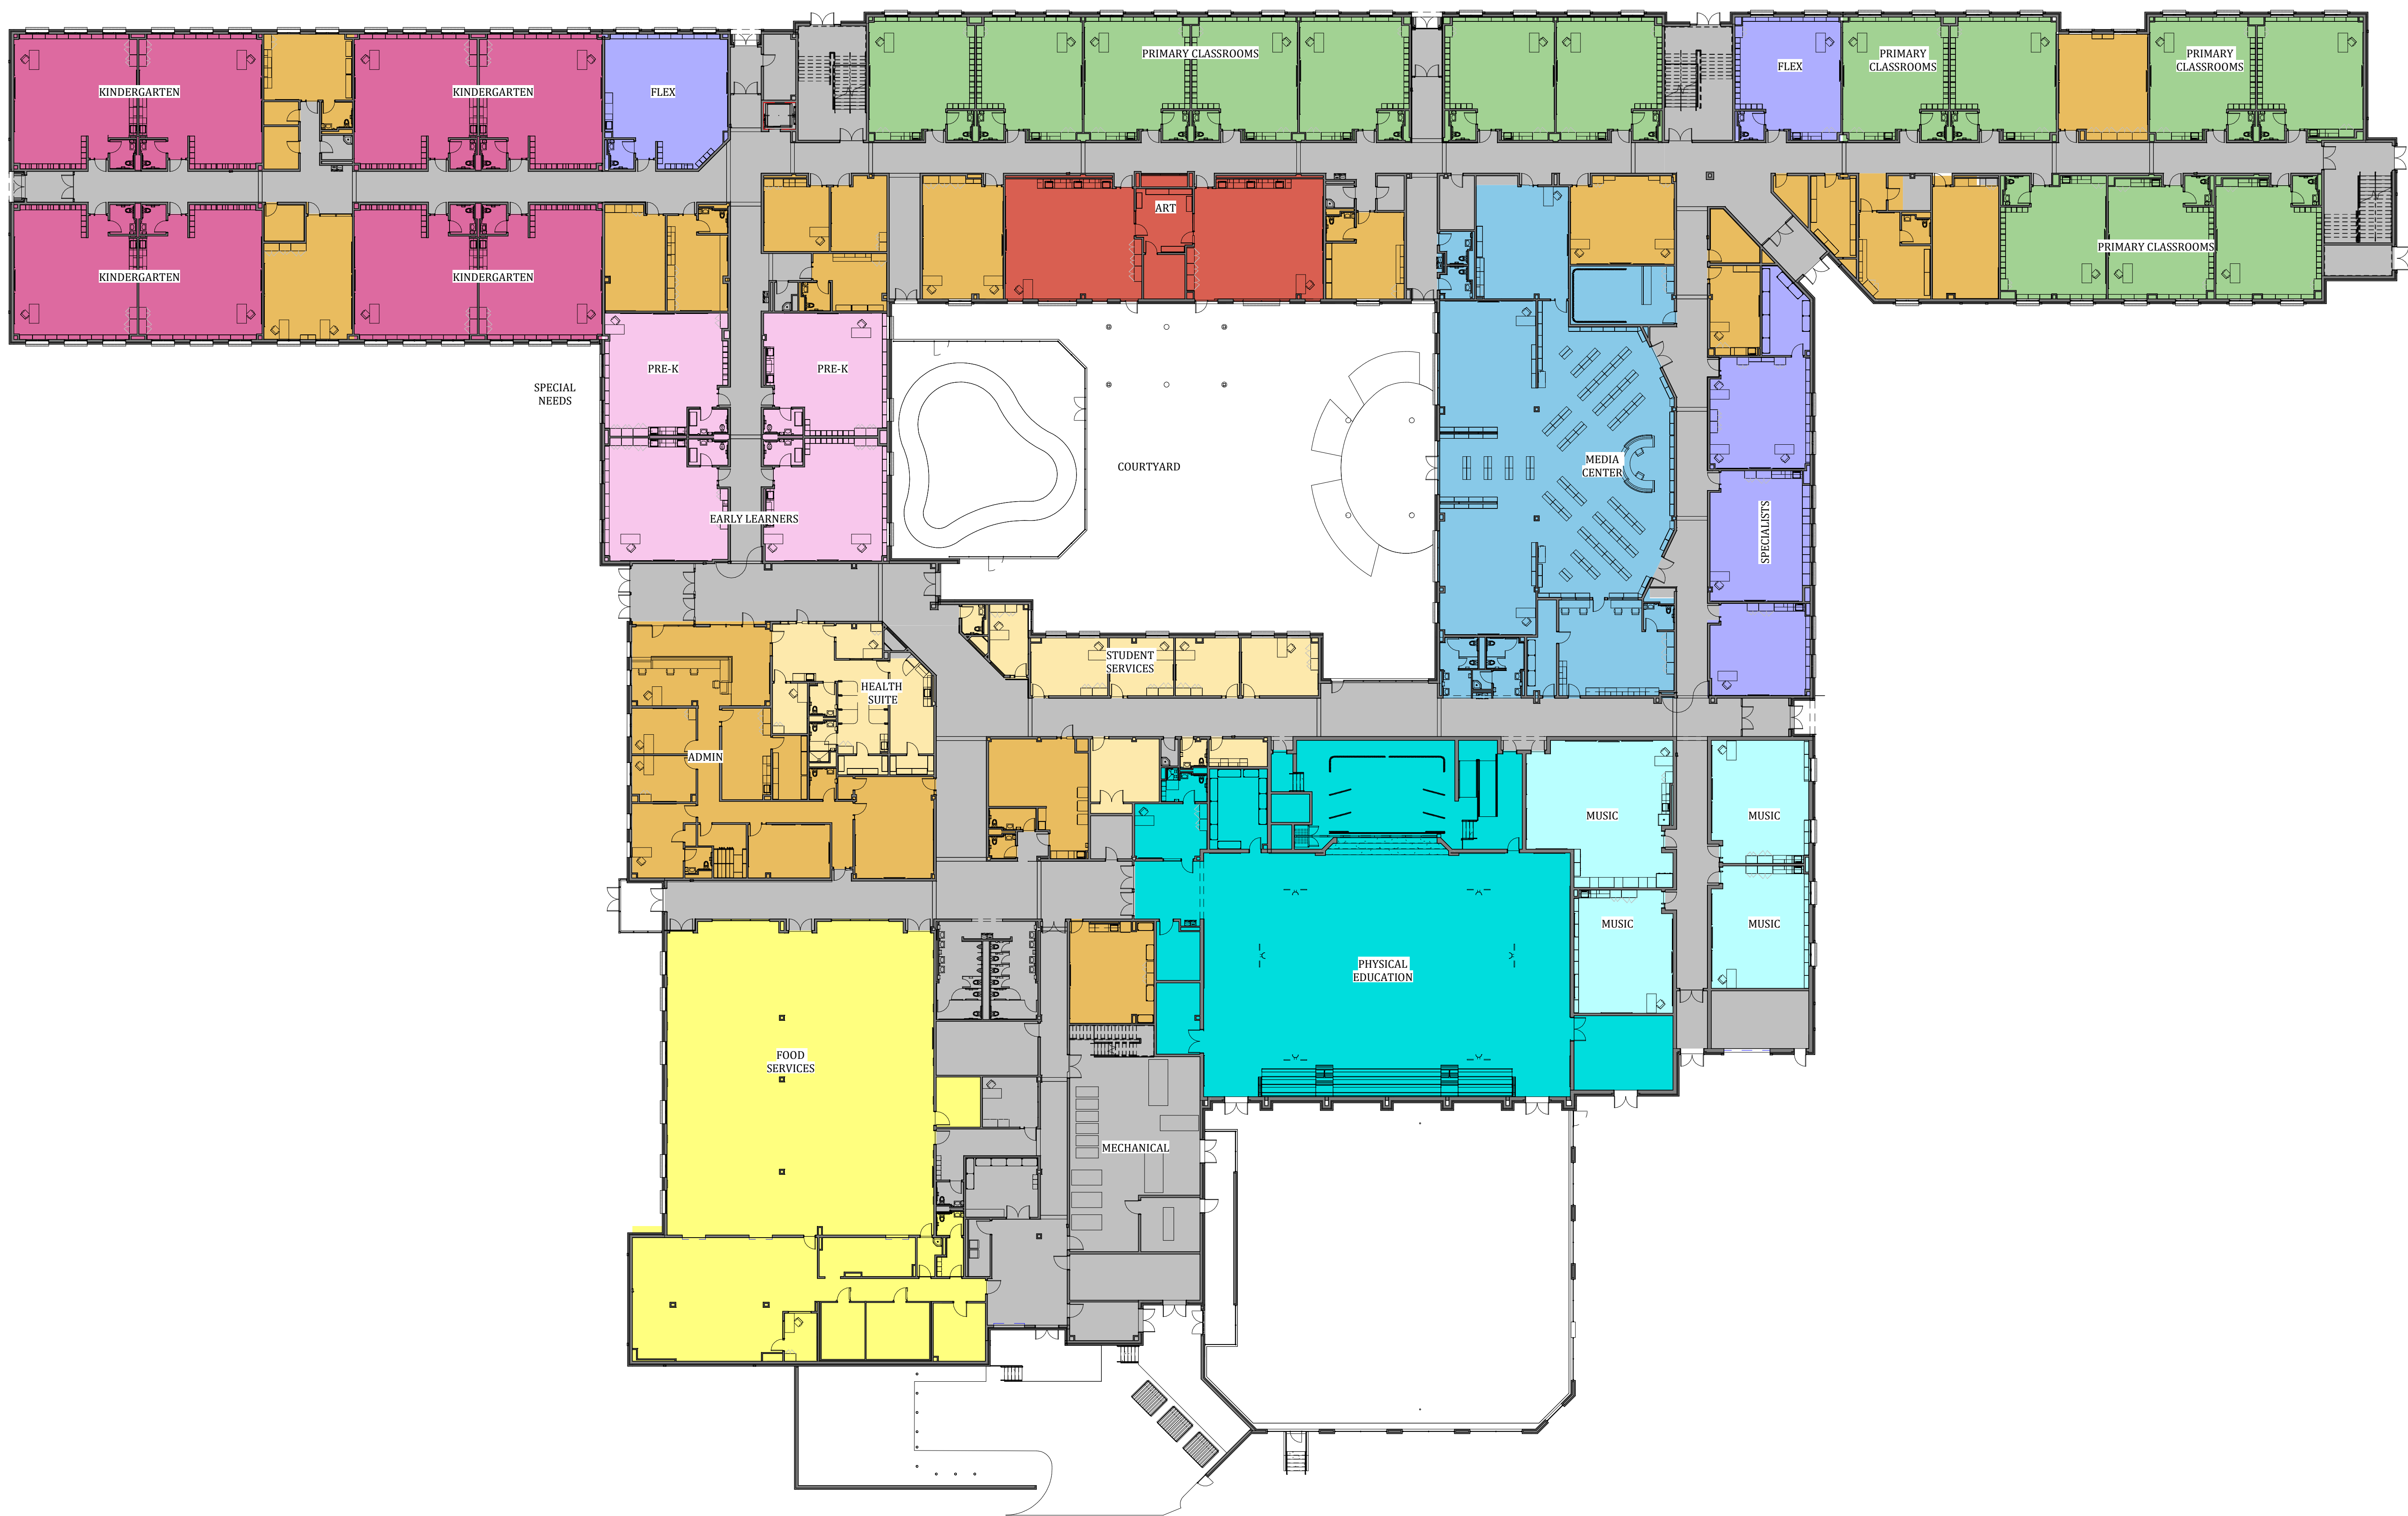 PRIMARY CLASSROOMS
PRIMARY
CLASSROOMS
PRIMARY
CLASSROOMS
KINDERGARTEN
KINDERGARTEN
FLEX
FLEX
ART
KINDERGARTEN
KINDERGARTEN
PRIMARY CLASSROOMS
PRE-K
PRE-K
SPECIAL
NEEDS
COURTYARD
MEDIA
CENTER
EARLY LEARNERS
SPECIALISTS
STUDENT
SERVICES
HEALTH
SUITE
ADMIN
MUSIC
MUSIC
MUSIC
MUSIC
PHYSICAL
EDUCATION
FOOD
SERVICES
MECHANICAL